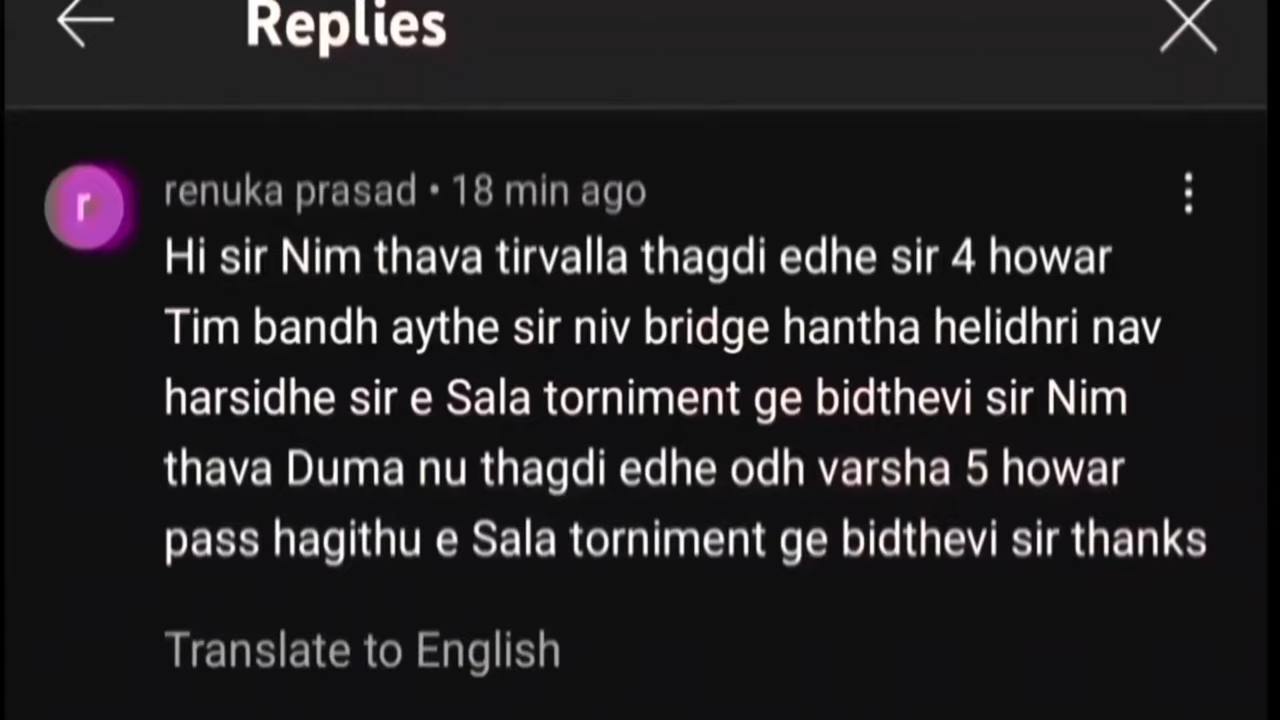 Replies
renuka prasad • 18 min ago
Hi sir Nim thava tirvalla thagdi edhe sir 4 howar
Tim bandh aythe sir niv bridge hantha helidhri nav
harsidhe sir e Sala torniment ge bidthevi sir Nim
thava Duma nu thagdi edhe odh varsha 5 howar
pass hagithu e Sala torniment ge bidthevi sir thanks
Translate to English